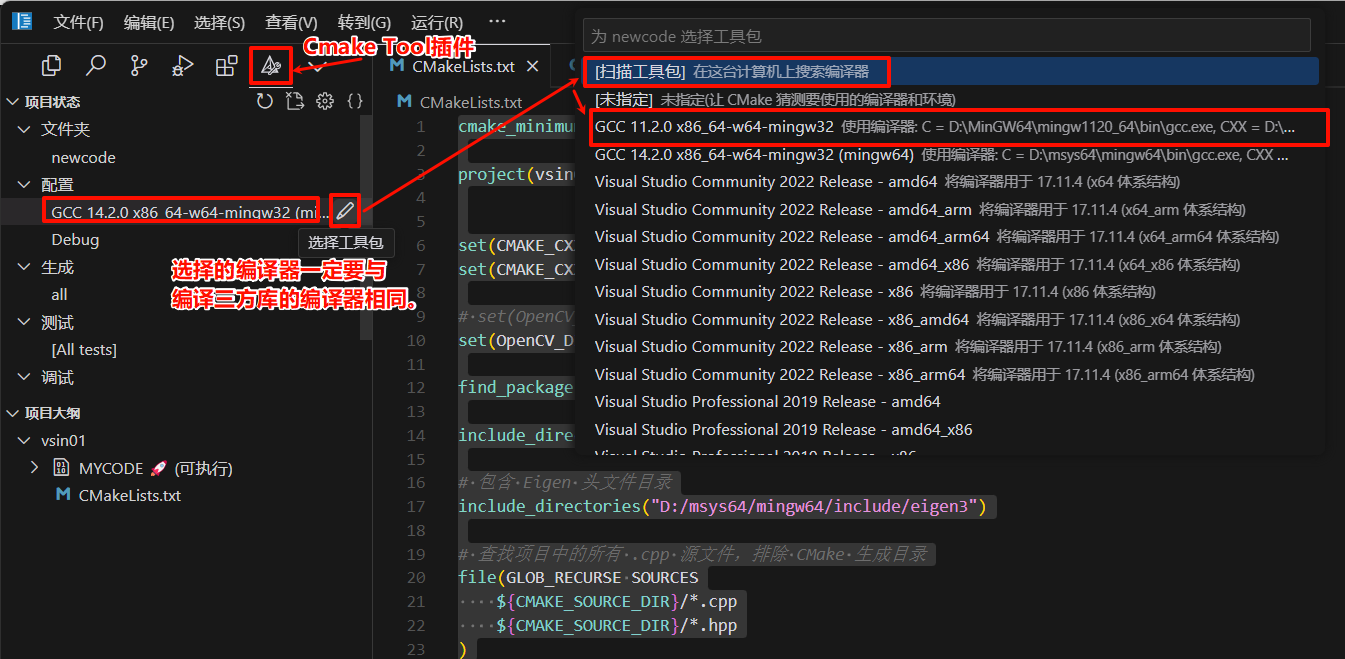 文件(F) 编辑(E) 选择(S) 查看(V) 转到(G) 运行(R) ···
Cmake Tool插件
项目状态
文件夹
newcode
配置
GCC 14.2.0 x86_64-w64-mingw32 (mi...
选择工具包
Debug
选择的编译器一定要与
编译三方库的编译器相同。
生成
all
测试
[All tests]
调试
项目大纲
vsin01
MYCODE 🚀 (可执行)
CMakeLists.txt
CMakeLists.txt
CMakeLists.txt
1 cmake_minimu
2
3 project(vsin
4
5
6 set(CMAKE_CX
7 set(CMAKE_CX
8
9 # set(OpenCV
10 set(OpenCV_D
11
12 find_package
13
14 include_dire
15
16 # 包含 Eigen 头文件目录
17 include_directories("D:/msys64/mingw64/include/eigen3")
18
19 # 查找项目中的所有 .cpp 源文件，排除 CMake 生成目录
20 file(GLOB_RECURSE SOURCES
21 ${CMAKE_SOURCE_DIR}/*.cpp
22 ${CMAKE_SOURCE_DIR}/*.hpp
23 )
为 newcode 选择工具包
[扫描工具包] 在这台计算机上搜索编译器
[未指定] 未指定(让 CMake 猜测要使用的编译器和环境)
GCC 11.2.0 x86_64-w64-mingw32 使用编译器: C = D:\MinGW64\mingw1120_64\bin\gcc.exe, CXX = D:\...
GCC 14.2.0 x86_64-w64-mingw32 (mingw64) 使用编译器: C = D:\msys64\mingw64\bin\gcc.exe, CXX ...
Visual Studio Community 2022 Release - amd64 将编译器用于 17.11.4 (x64 体系结构)
Visual Studio Community 2022 Release - amd64_arm 将编译器用于 17.11.4 (x64_arm 体系结构)
Visual Studio Community 2022 Release - amd64_arm64 将编译器用于 17.11.4 (x64_arm64 体系结构)
Visual Studio Community 2022 Release - amd64_x86 将编译器用于 17.11.4 (x64_x86 体系结构)
Visual Studio Community 2022 Release - x86 将编译器用于 17.11.4 (x86 体系结构)
Visual Studio Community 2022 Release - x86_amd64 将编译器用于 17.11.4 (x86_x64 体系结构)
Visual Studio Community 2022 Release - x86_arm 将编译器用于 17.11.4 (x86_arm 体系结构)
Visual Studio Community 2022 Release - x86_arm64 将编译器用于 17.11.4 (x86_arm64 体系结构)
Visual Studio Professional 2019 Release - amd64
Visual Studio Professional 2019 Release - amd64_x86
Visual Studio Professional 2019 Release - x86